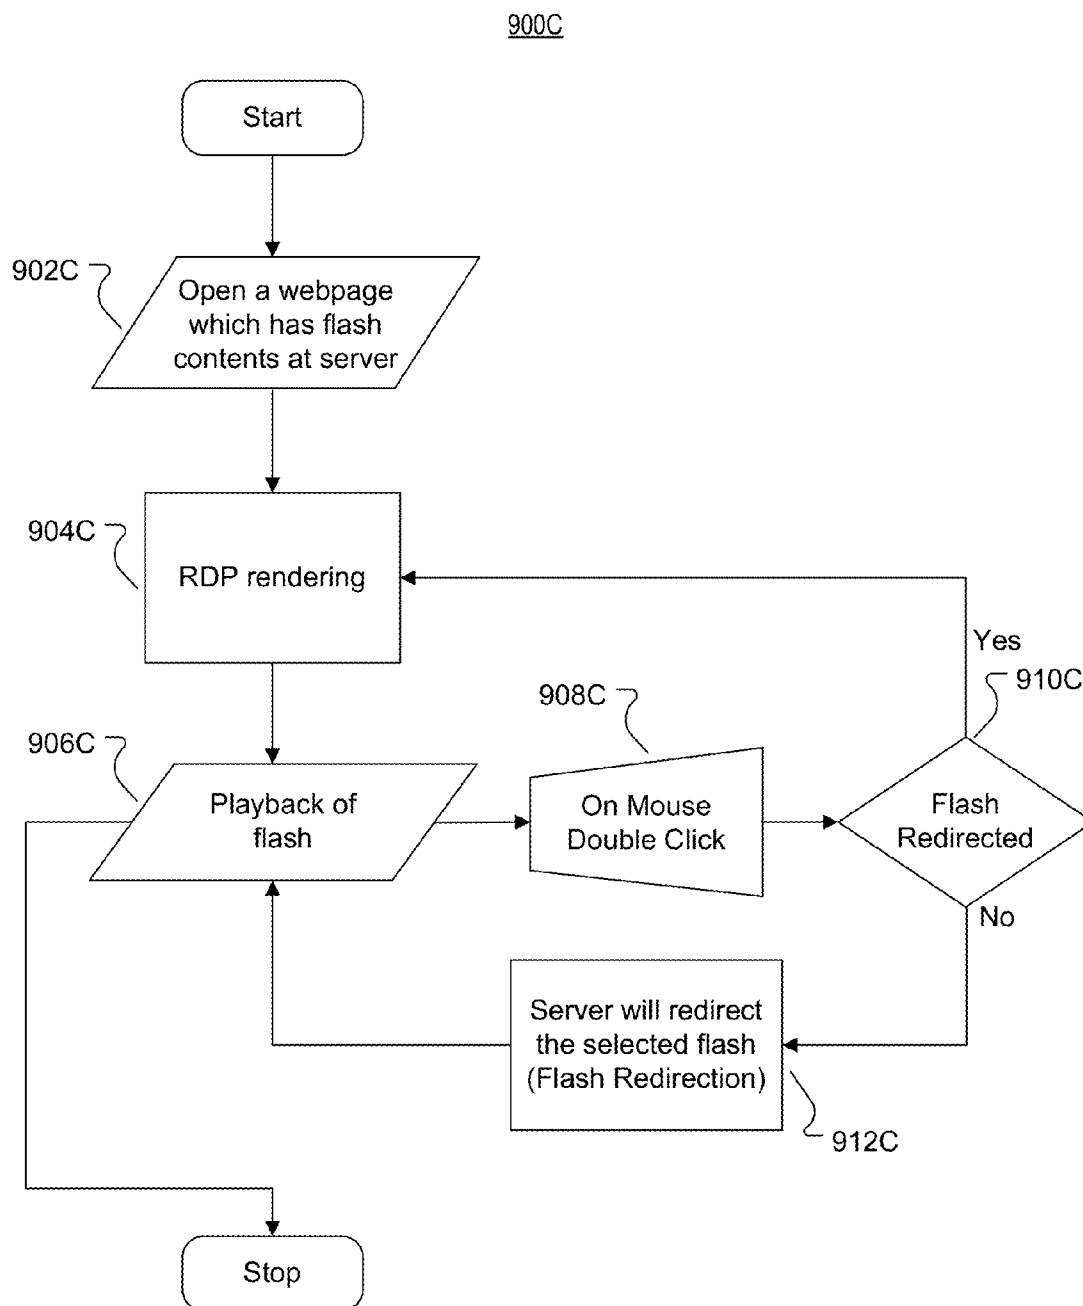 900C
Start
902C
Open a webpage
which has flash
contents at server
904C
RDP rendering
Yes
910C
908C
906C
Playback of
flash
On Mouse
Double Click
Flash
Redirected
No
Server will redirect
the selected flash
(Flash Redirection)
912C
Stop